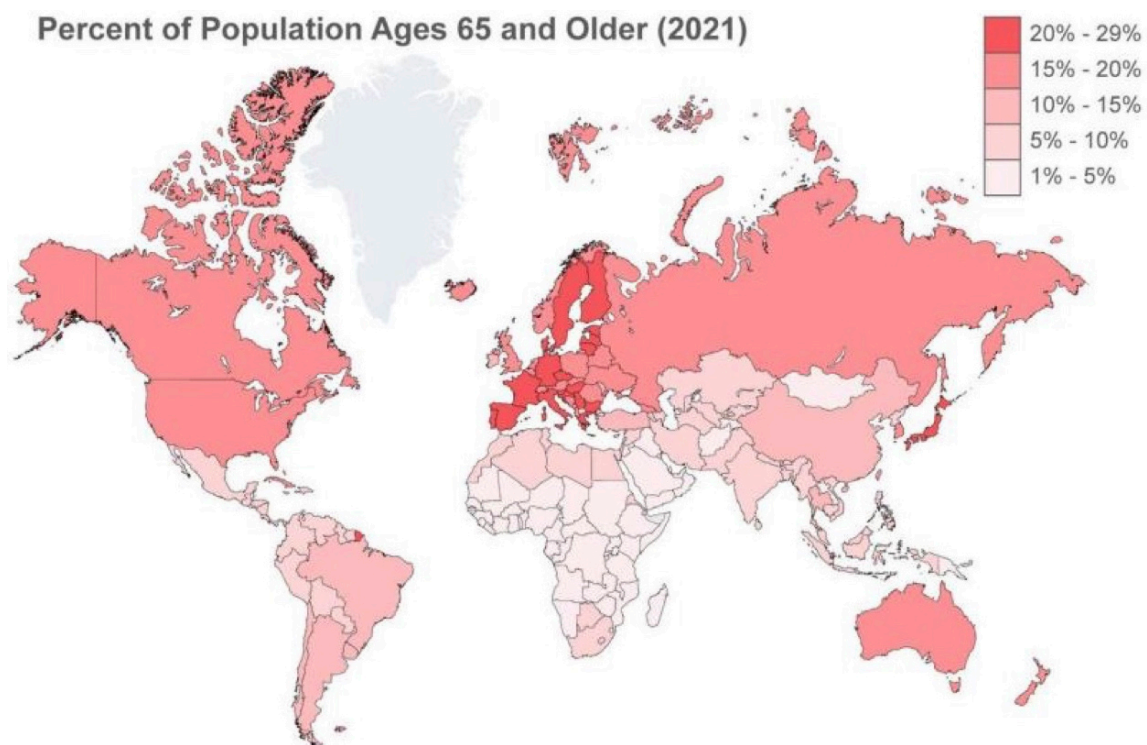 Percent of Population Ages 65 and Older (2021)
20% - 29%
15% - 20%
10% - 15%
5% - 10%
1% - 5%